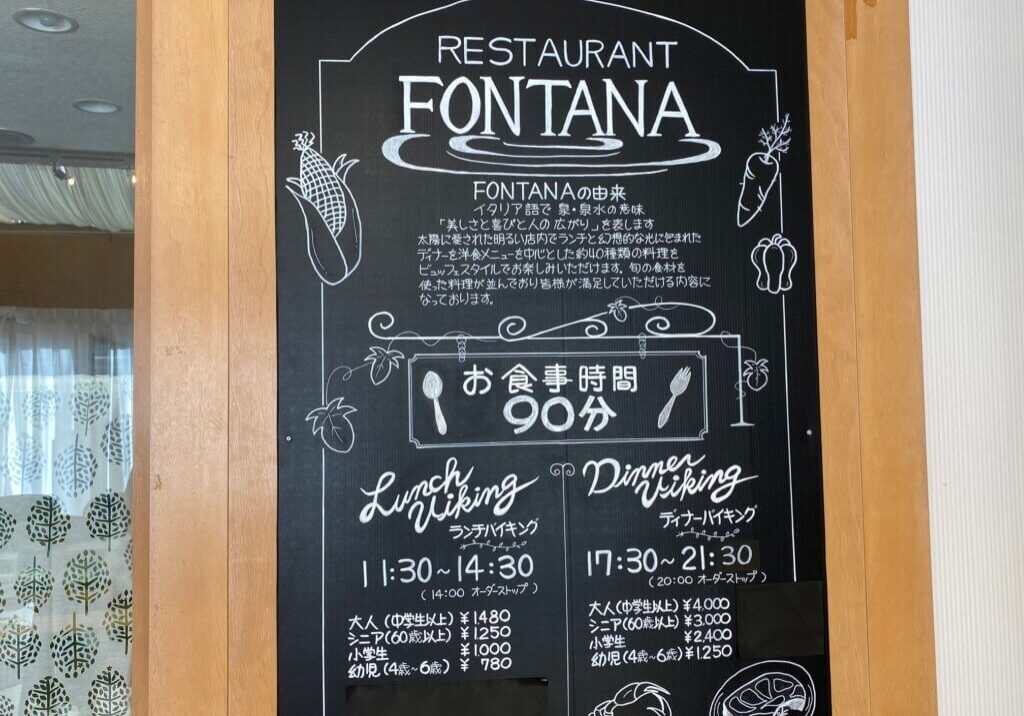 RESTAURANT
FONTANA
FONTANAの由来
イタリア語で 泉・泉水の意味
「美しさと喜びと人の広がり」を表します
太陽に愛された明るい店内でランチと幻想的な光に包まれた
ディナーを洋食メニューを中心とした約40種類の料理を
ビュッフェスタイルでお楽しみいただけます。旬の食材を
使った料理が並んでおり皆様が満足していただける内容に
なっております。
お食事時間
90分
Lunch
Viking
ランチバイキング
11:30~14:30
(14:00 オーダーストップ)
大人(中学生以上) ¥1,480
シニア(60歳以上) ¥1,250
小学生 ¥1,000
幼児(4歳~6歳) ¥780
Dinner
Viking
ディナーバイキング
17:30~21:30
(20:00 オーダーストップ)
大人(中学生以上) ¥4,000
シニア(60歳以上) ¥3,000
小学生 ¥2,400
幼児(4歳~6歳) ¥1,250